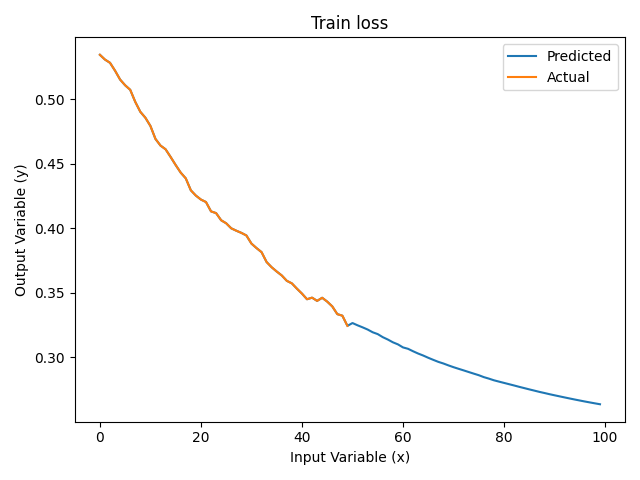 Train loss
Predicted
Actual
0.50
0.45
0.40
0.35
0.30
Output Variable (y)
0 20 40 60 80 100
Input Variable (x)